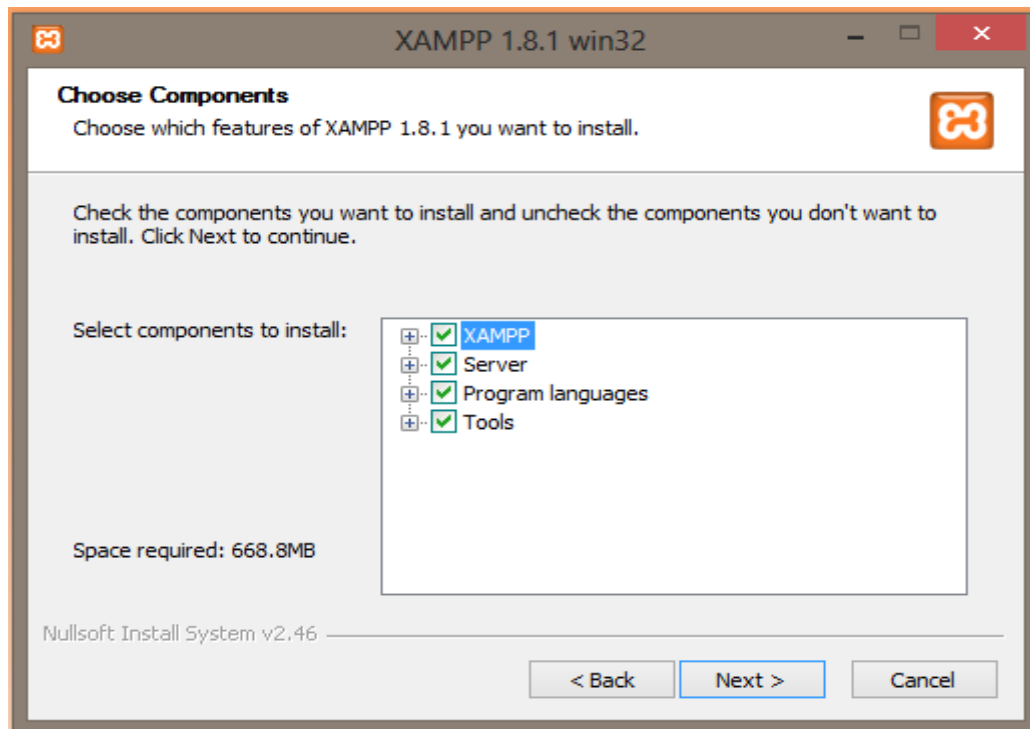 XAMPP 1.8.1 win32
Choose Components
Choose which features of XAMPP 1.8.1 you want to install.
Check the components you want to install and uncheck the components you don't want to
install. Click Next to continue.
Select components to install:
XAMPP
Server
Program languages
Tools
Space required: 668.8MB
Nullsoft Install System v2.46
< Back
Next >
Cancel